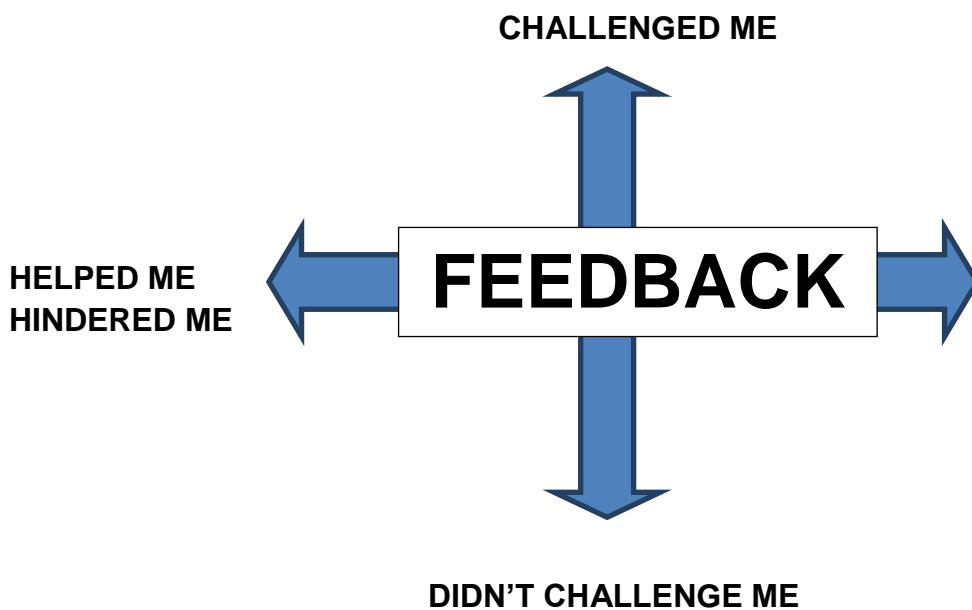 CHALLENGED ME
HELPED ME
HINDERED ME
FEEDBACK
DIDN’T CHALLENGE ME